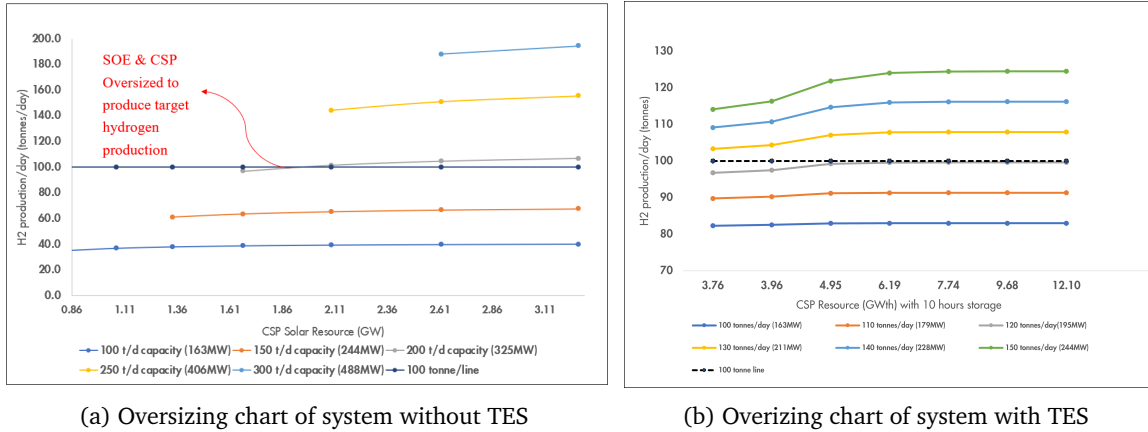 200.0
180.0
160.0
140.0
120.0
100.0
80.0
60.0
40.0
20.0
0.0
H2 production/day (tonnes/day)
SOE & CSP
Oversized to
produce target
hydrogen
production
0.86 1.11 1.36 1.61 1.86 2.11 2.36 2.61 2.86 3.11
CSP Solar Resource (GW)
100 t/d capacity (163MW) 150 t/d capacity (244MW) 200 t/d capacity (325MW)
250 t/d capacity (406MW) 300 t/d capacity (488MW) 100 tonne/line
(a) Oversizing chart of system without TES
130
120
110
100
90
80
70
H2 production/day (tonnes)
3.76 3.96 4.95 6.19 7.74 9.68 12.10
CSP Resource (GWth) with 10 hours storage
100 tonnes/day (163MW) 110 tonnes/day (179MW) 120 tonnes/day(195MW)
130 tonnes/day (211MW) 140 tonnes/day (228MW) 150 tonnes/day (244MW)
100 tonne line
(b) Overizing chart of system with TES